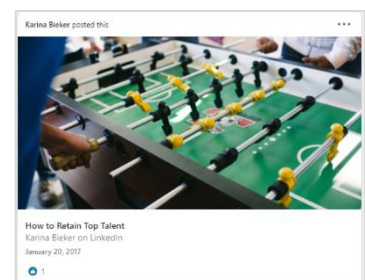 Karina Bieker posted this
How to Retain Top Talent
Karina Bieker on LinkedIn
January 20, 2017
1